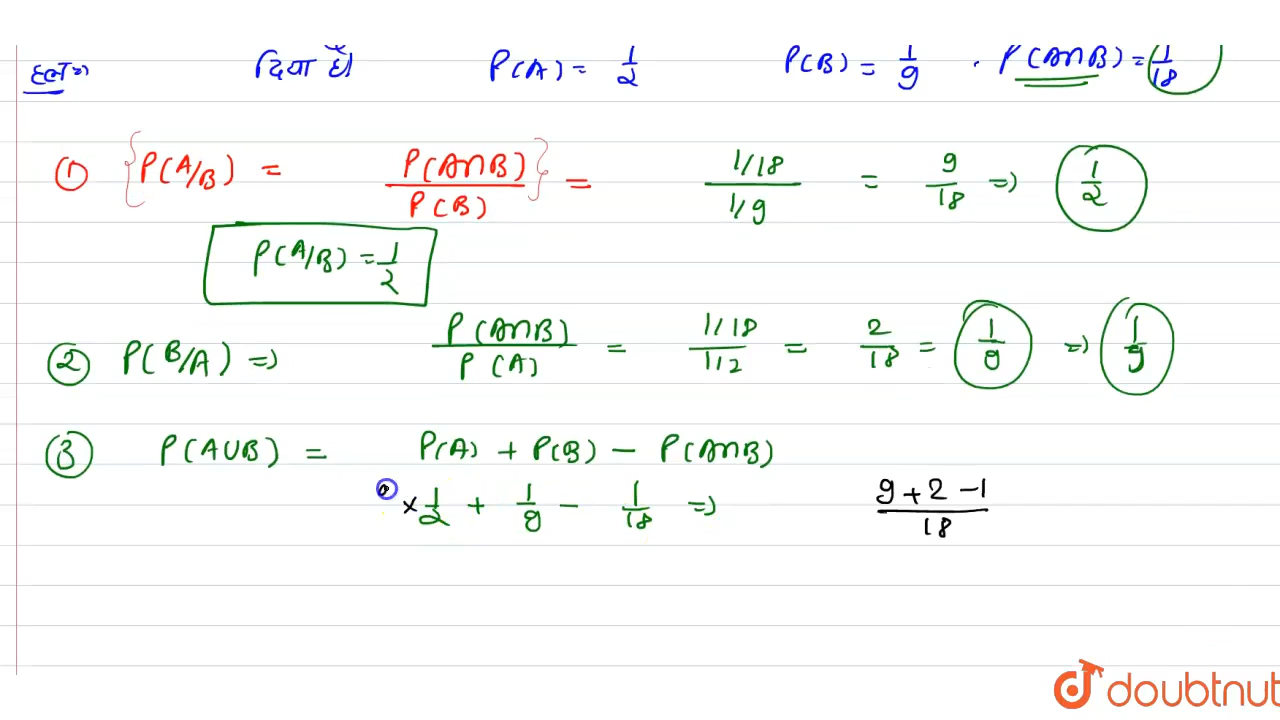 हल⇒ दिया है। P(A) = 1/2 P(B) = 1/9 . P(A∩B) = 1/18
① {P(A/B) = P(A∩B)/P(B)} = (1/18)/(1/9) = 9/18 ⇒ 1/2
P(A/B) = 1/2
② P(B/A) ⇒ P(A∩B)/P(A) = (1/18)/(1/2) = 2/18 = 1/9 ⇒ 1/9
③ P(A∪B) = P(A) + P(B) − P(A∩B)
× 1/2 + 1/9 − 1/18 ⇒ (9+2−1)/18
doubtnut